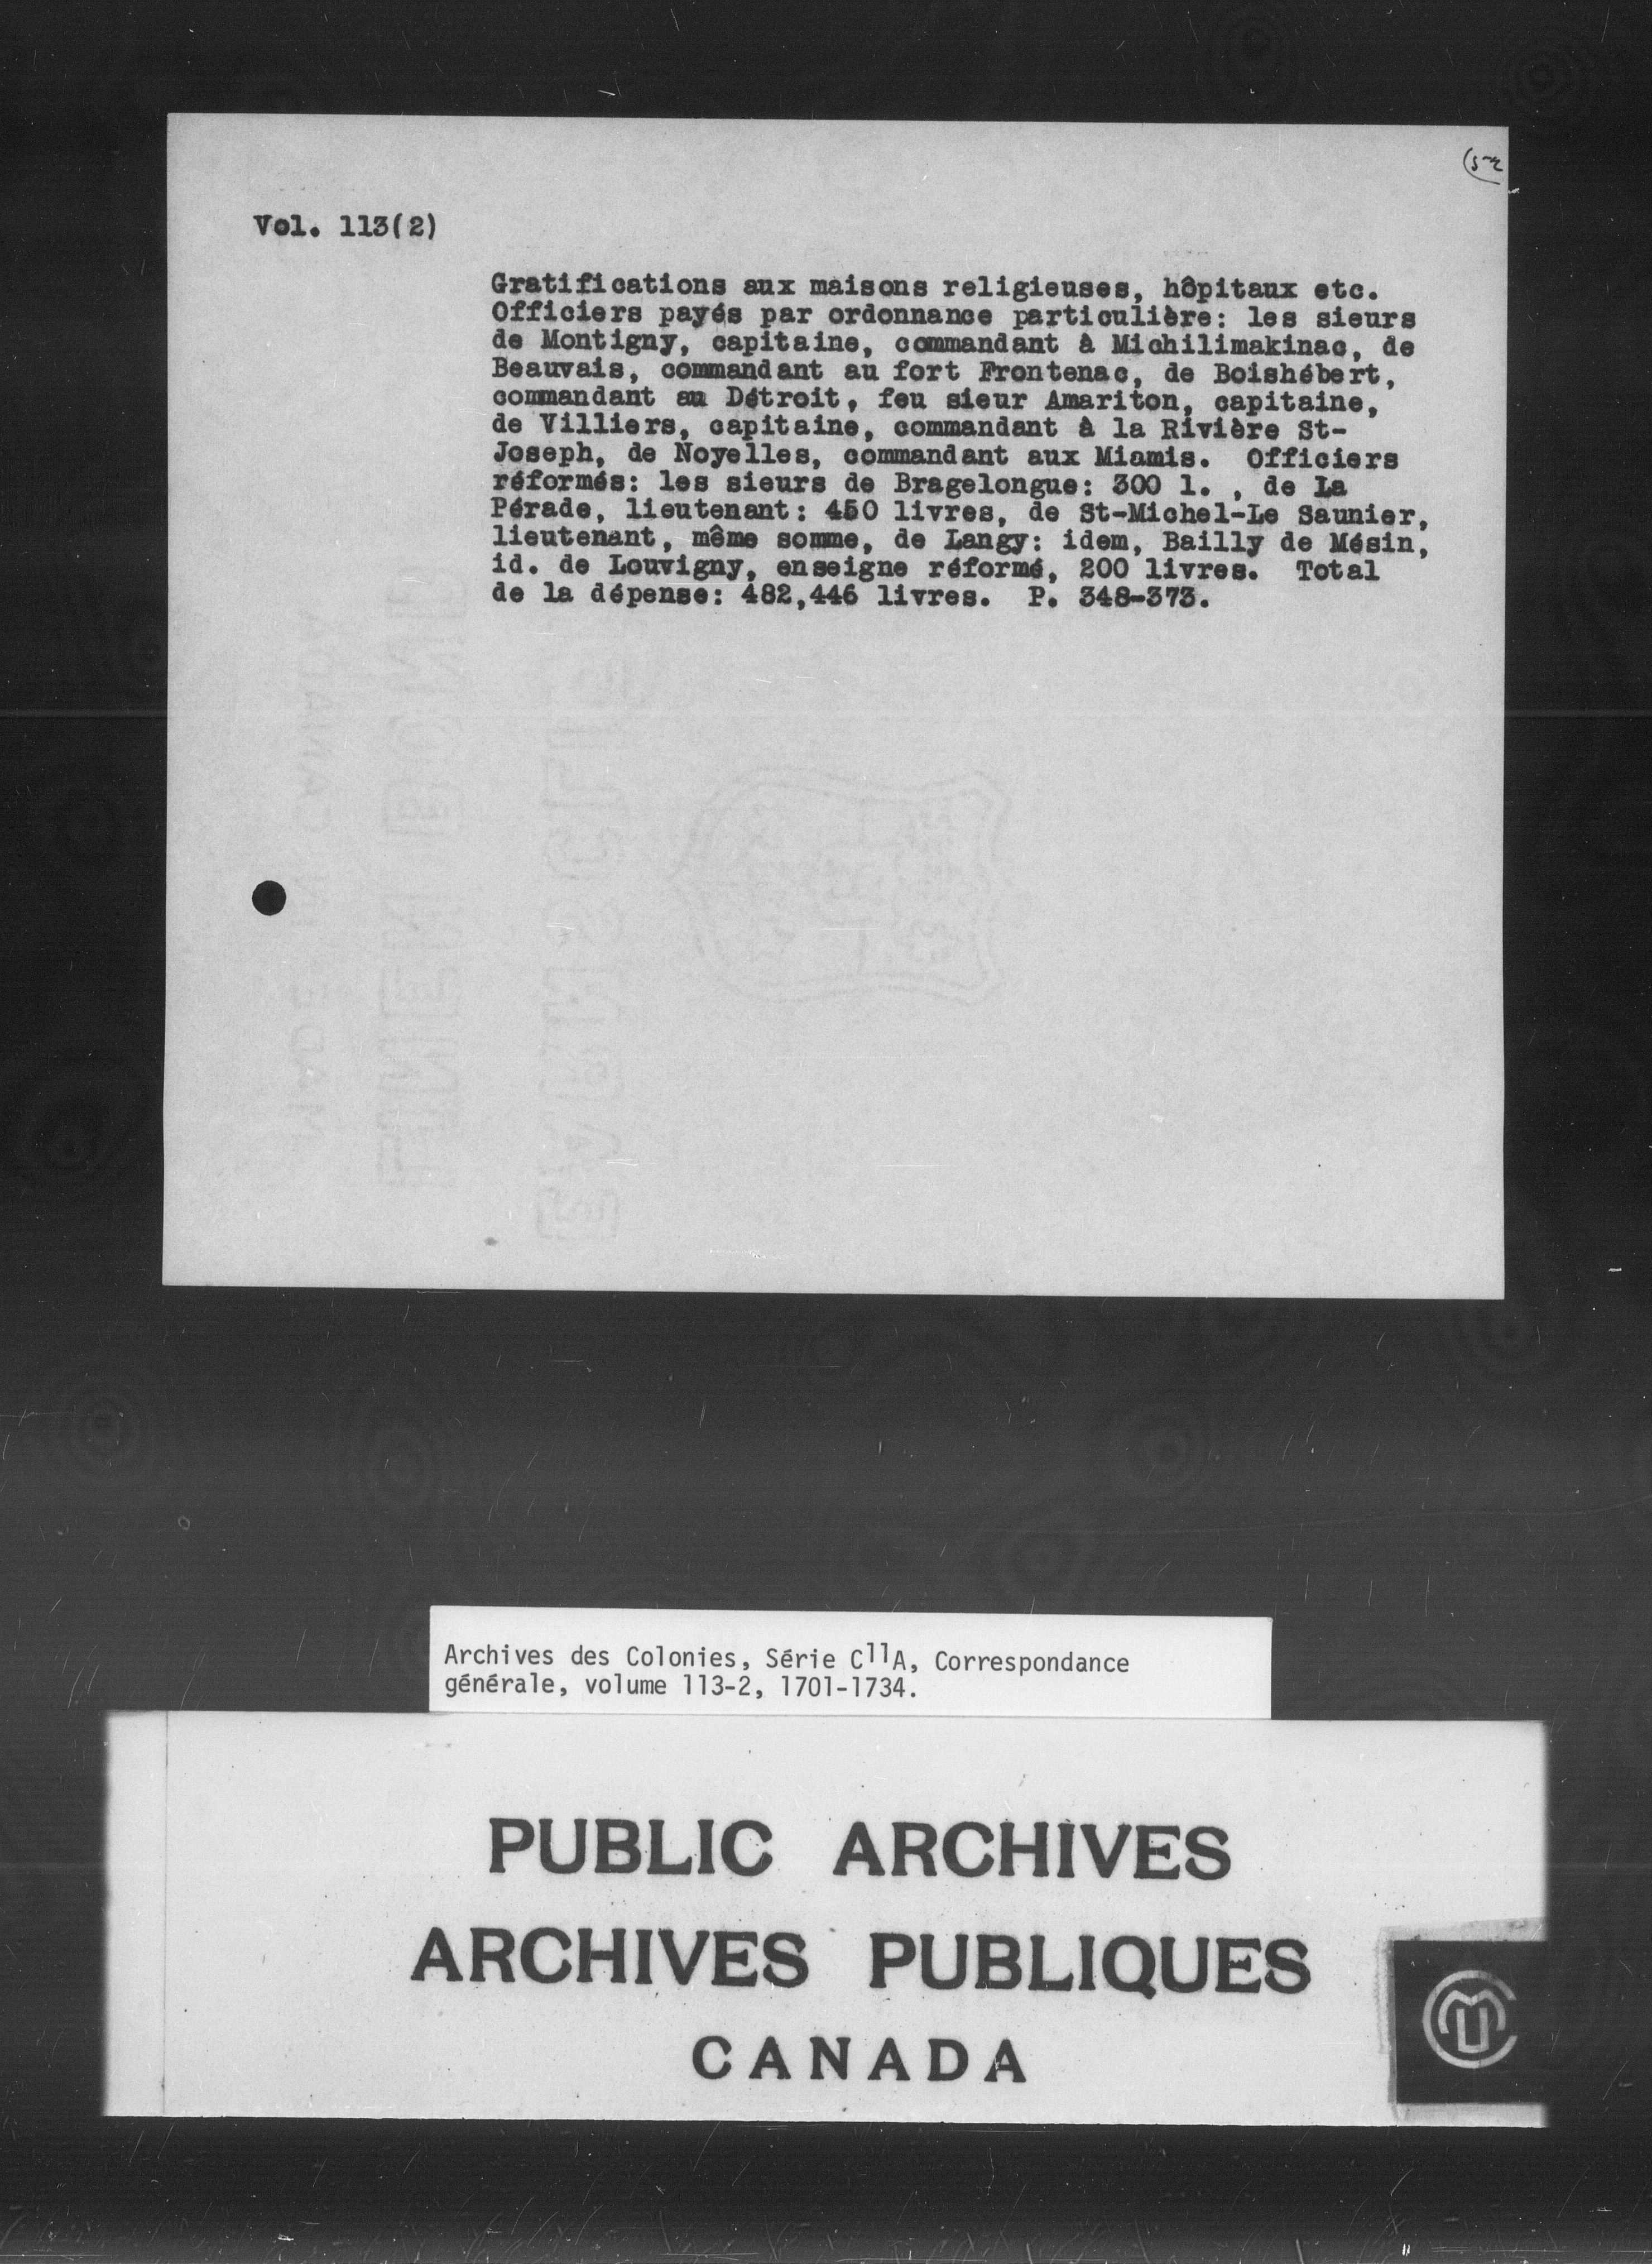 Vol. 113(2)
Gratifications aux maisons religieuses, hôpitaux etc.
Officiers payés par ordonnance particulière: les sieurs
de Montigny, capitaine, commandant à Michilimakinac, de
Beauvais, commandant au fort Frontenac, de Boishébert,
commandant au Détroit, feu sieur Amariton, capitaine,
de Villiers, capitaine, commandant à la Rivière St-
Joseph, de Noyelles, commandant aux Miamis. Officiers
réformés: les sieurs de Bragelongue: 300 l. , de La
Pérade, lieutenant: 450 livres, de St-Michel-Le Saunier,
lieutenant, même somme, de Langy: idem, Bailly de Mésin,
id. de Louvigny, enseigne réformé, 200 livres. Total
de la dépense: 482,446 livres. P. 348-373.
Archives des Colonies, Série C11A, Correspondance
générale, volume 113-2, 1701-1734.
PUBLIC ARCHIVES
ARCHIVES PUBLIQUES
CANADA